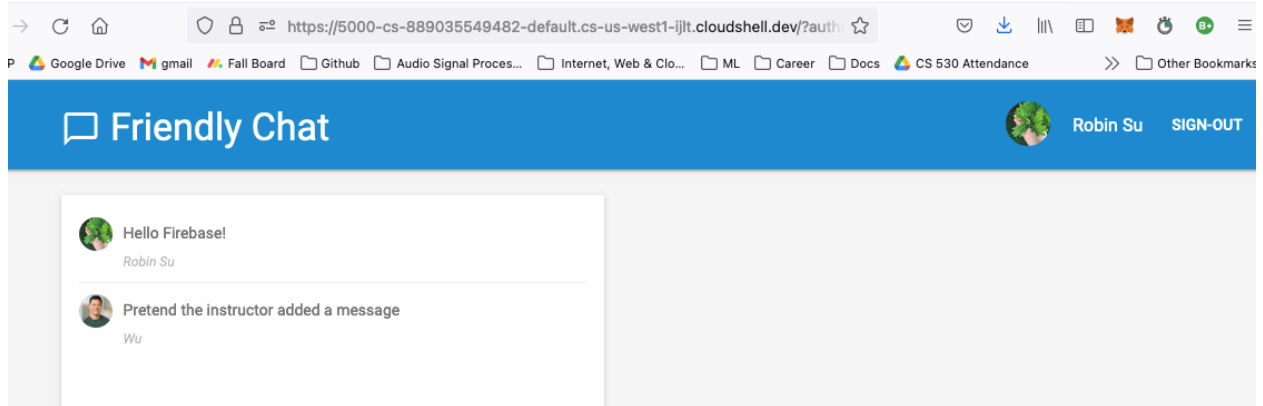 https://5000-cs-889035549482-default.cs-us-west1-ijlt.cloudshell.dev/?auth
P Google Drive gmail Fall Board Github Audio Signal Proces... Internet, Web & Clo... ML Career Docs CS 530 Attendance Other Bookmarks
Friendly Chat Robin Su SIGN-OUT
Hello Firebase!
Robin Su
Pretend the instructor added a message
Wu